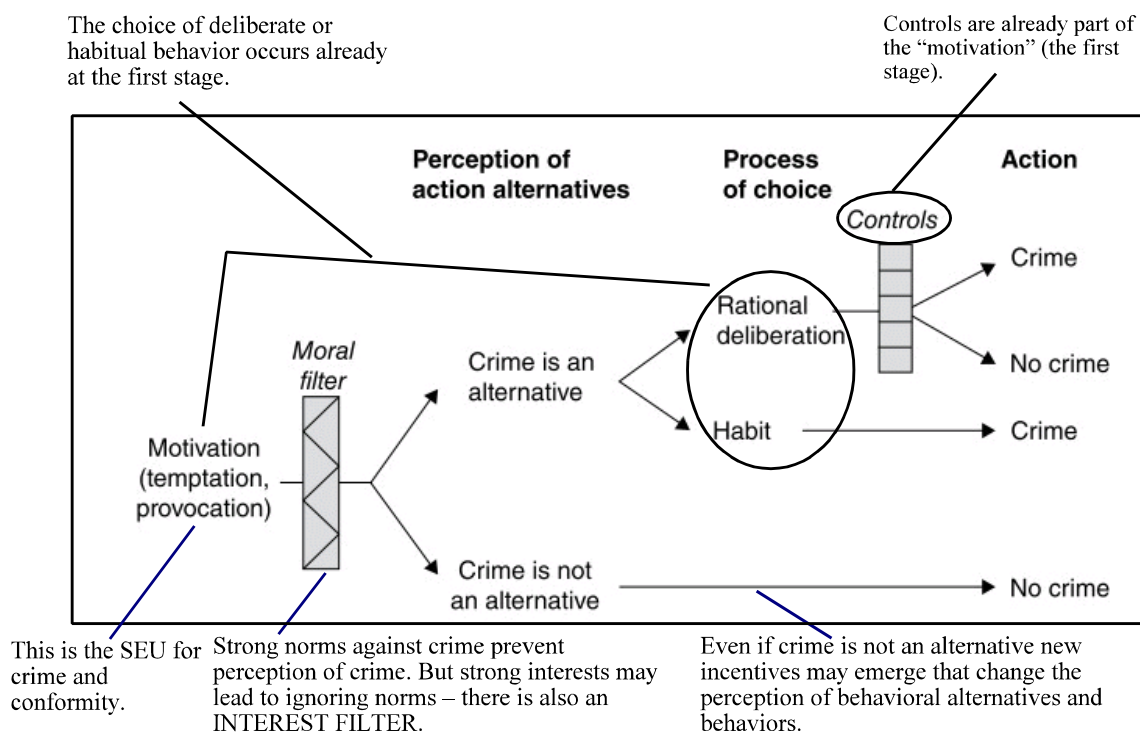 The choice of deliberate or
habitual behavior occurs already
at the first stage.
Controls are already part of
the “motivation” (the first
stage).
Perception of
action alternatives
Process
of choice
Action
Controls
Crime
Rational
deliberation
No crime
Moral
filter
Crime is an
alternative
Habit
Crime
Motivation
(temptation,
provocation)
Crime is not
an alternative
No crime
This is the SEU for
crime and
conformity.
Strong norms against crime prevent
perception of crime. But strong interests may
lead to ignoring norms – there is also an
INTEREST FILTER.
Even if crime is not an alternative new
incentives may emerge that change the
perception of behavioral alternatives and
behaviors.